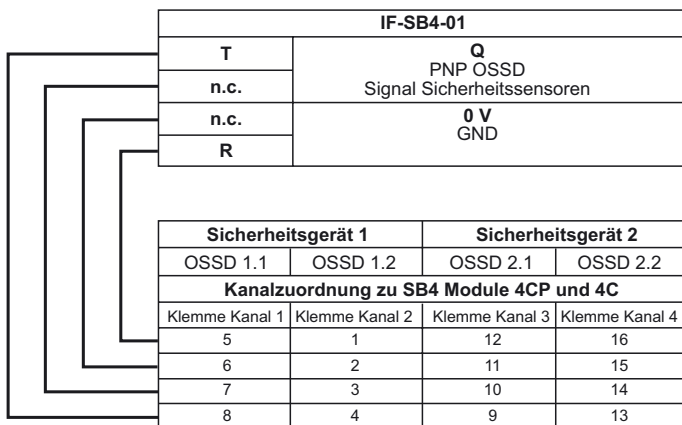 IF-SB4-01
T
Q
PNP OSSD
n.c.
Signal Sicherheitssensoren
n.c.
0 V
GND
R
Sicherheitsgerät 1 Sicherheitsgerät 2
OSSD 1.1 OSSD 1.2 OSSD 2.1 OSSD 2.2
Kanalzuordnung zu SB4 Module 4CP und 4C
Klemme Kanal 1 Klemme Kanal 2 Klemme Kanal 3 Klemme Kanal 4
5 1 12 16
6 2 11 15
7 3 10 14
8 4 9 13